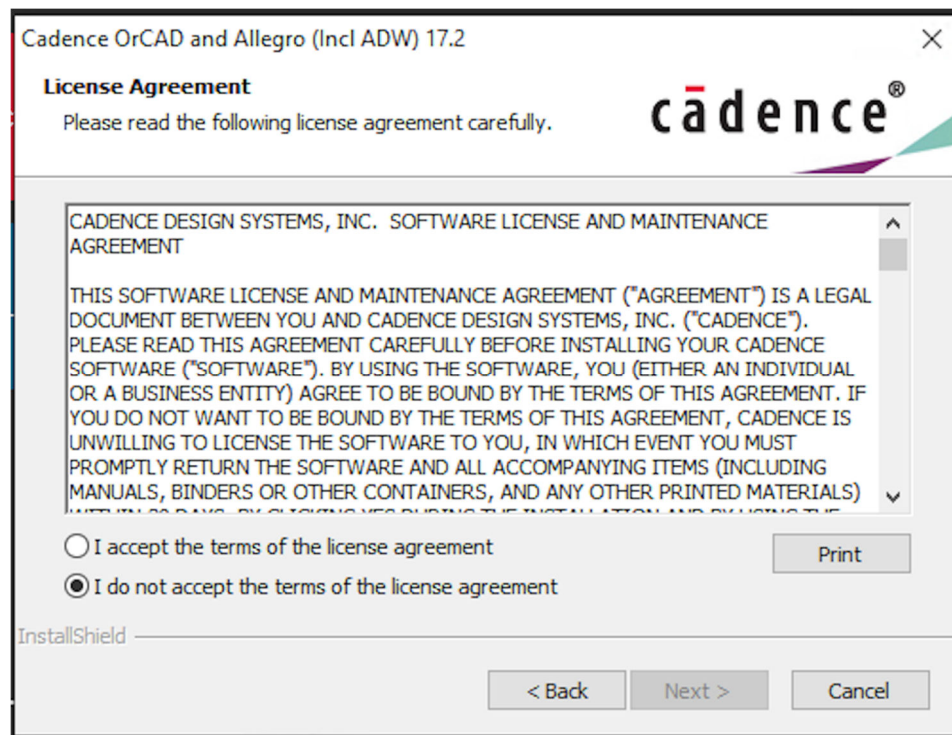 Cadence OrCAD and Allegro (Incl ADW) 17.2
License Agreement
Please read the following license agreement carefully.
cādence®
CADENCE DESIGN SYSTEMS, INC.  SOFTWARE LICENSE AND MAINTENANCE
AGREEMENT
THIS SOFTWARE LICENSE AND MAINTENANCE AGREEMENT ("AGREEMENT") IS A LEGAL
DOCUMENT BETWEEN YOU AND CADENCE DESIGN SYSTEMS, INC. ("CADENCE").
PLEASE READ THIS AGREEMENT CAREFULLY BEFORE INSTALLING YOUR CADENCE
SOFTWARE ("SOFTWARE"). BY USING THE SOFTWARE, YOU (EITHER AN INDIVIDUAL
OR A BUSINESS ENTITY) AGREE TO BE BOUND BY THE TERMS OF THIS AGREEMENT. IF
YOU DO NOT WANT TO BE BOUND BY THE TERMS OF THIS AGREEMENT, CADENCE IS
UNWILLING TO LICENSE THE SOFTWARE TO YOU, IN WHICH EVENT YOU MUST
PROMPTLY RETURN THE SOFTWARE AND ALL ACCOMPANYING ITEMS (INCLUDING
MANUALS, BINDERS OR OTHER CONTAINERS, AND ANY OTHER PRINTED MATERIALS)
I accept the terms of the license agreement
Print
I do not accept the terms of the license agreement
InstallShield
< Back
Next >
Cancel